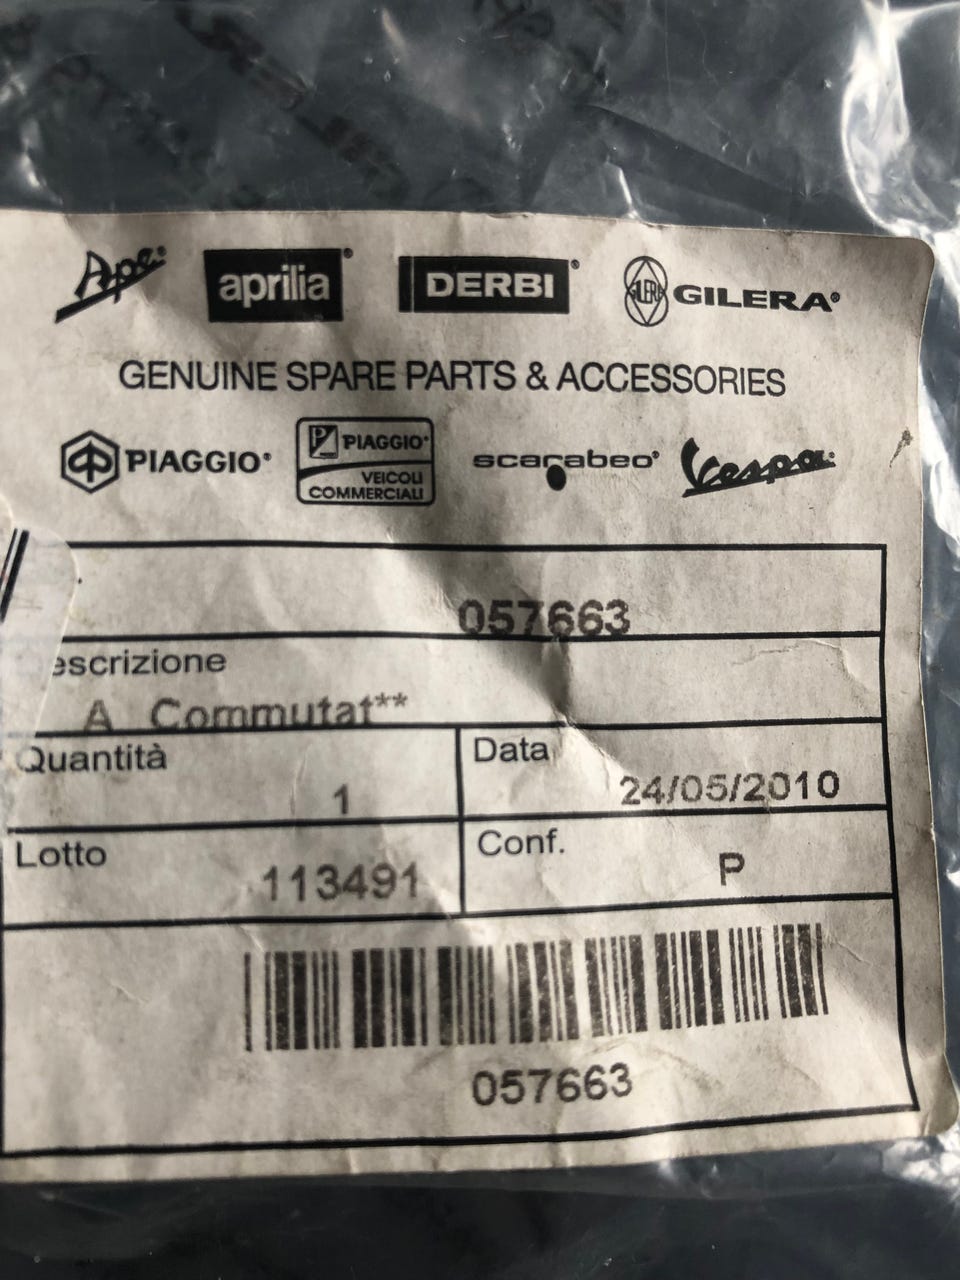 Ape® aprilia® DERBI® GILERA GILERA®
GENUINE SPARE PARTS & ACCESSORIES
PIAGGIO® P PIAGGIO® scarabeo® Vespa®
VEICOLI
COMMERCIALI
057663
escrizione
A Commutat**
Quantità Data
1 24/05/2010
Lotto Conf.
113491 P
057663